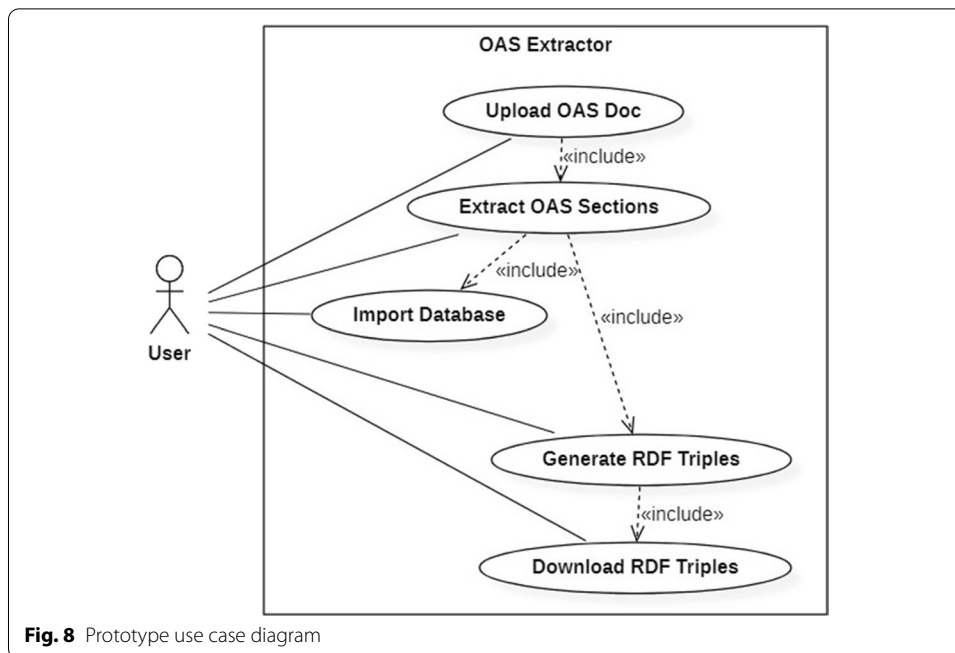 OAS Extractor
Upload OAS Doc
«include»
Extract OAS Sections
«include»
Import Database
«include»
User
Generate RDF Triples
«include»
Download RDF Triples
Fig. 8 Prototype use case diagram